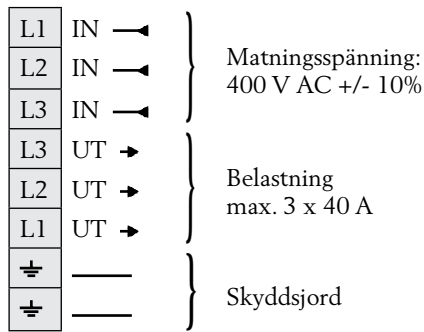 L1 IN
L2 IN
L3 IN
Matningsspänning:
400 V AC +/- 10%
L3 UT
L2 UT
L1 UT
Belastning
max. 3 x 40 A
Skyddsjord